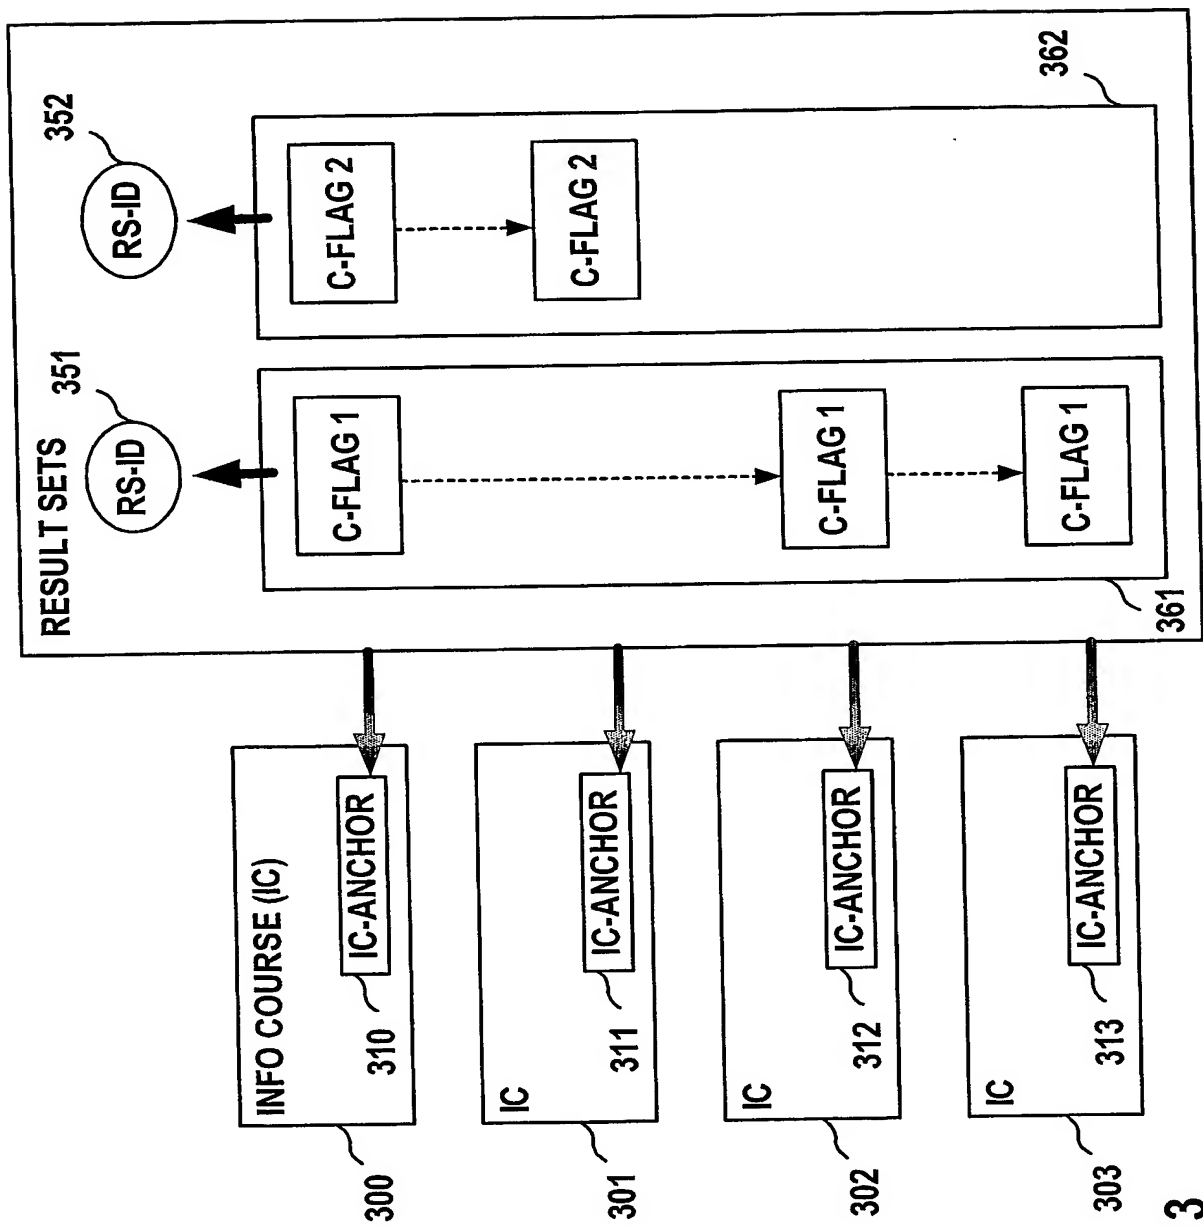 RESULT SETS
351
352
RS-ID
RS-ID
INFO COURSE (IC)
IC-ANCHOR
C-FLAG 1
C-FLAG 2
310
300
IC
IC-ANCHOR
C-FLAG 2
311
301
IC
IC-ANCHOR
C-FLAG 1
312
302
IC
IC-ANCHOR
C-FLAG 1
313
303
361
362
3